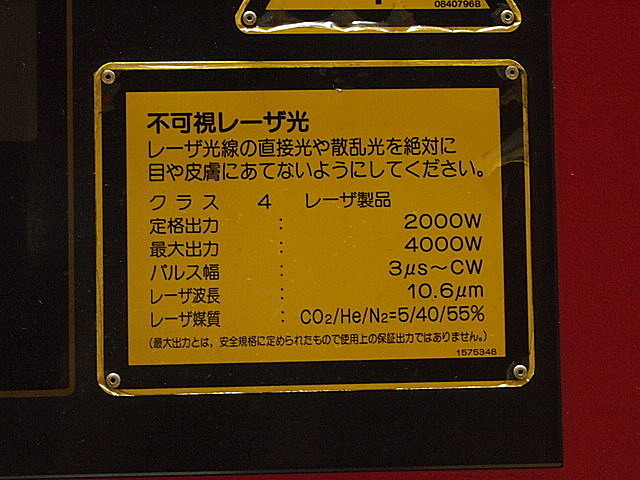 0840796B
不可視レーザ光
レーザ光線の直接光や散乱光を絶対に
目や皮膚にあてないようにしてください。
クラス 4 レーザ製品
定格出力 : 2000W
最大出力 : 4000W
パルス幅 : 3μs～CW
レーザ波長 : 10.6μm
レーザ媒質 : CO₂/He/N₂=5/40/55%
(最大出力とは、安全規格に定められたもので使用上の保証出力ではありません。)
157534B